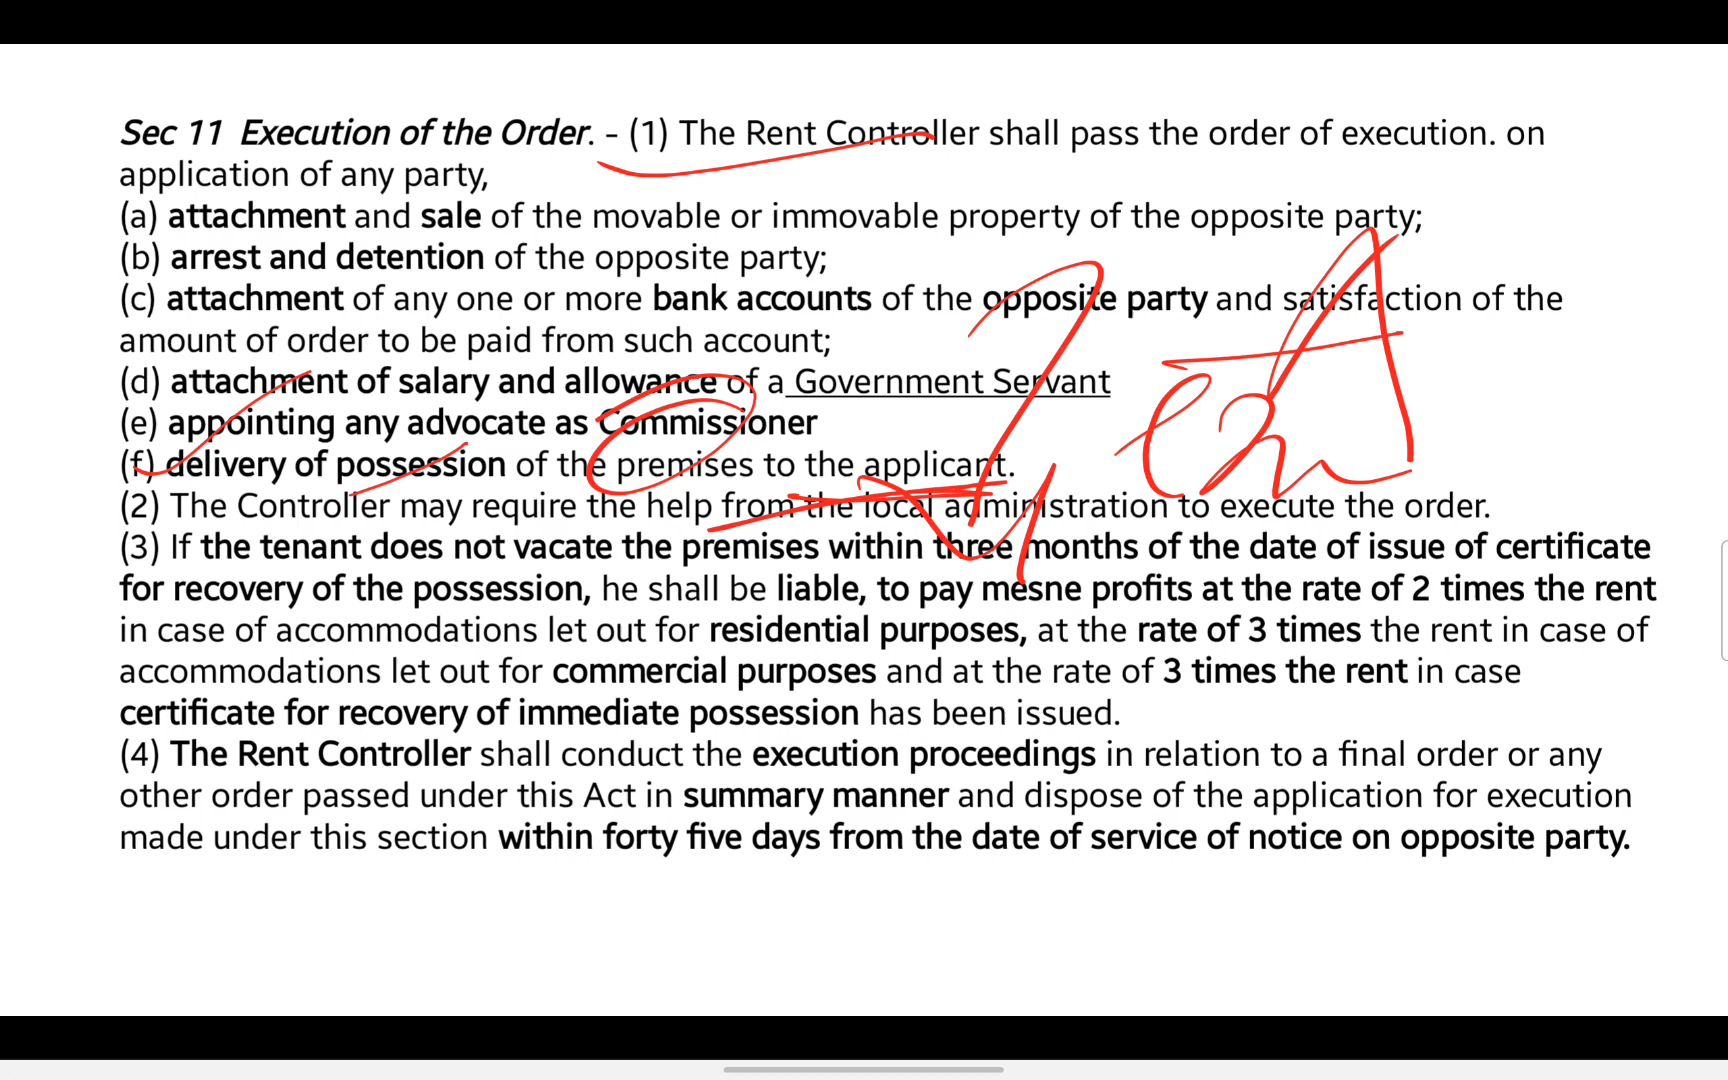 Sec 11 Execution of the Order. - (1) The Rent Controller shall pass the order of execution. on
application of any party,
(a) attachment and sale of the movable or immovable property of the opposite party;
(b) arrest and detention of the opposite party;
(c) attachment of any one or more bank accounts of the opposite party and satisfaction of the
amount of order to be paid from such account;
(d) attachment of salary and allowance of a Government Servant
(e) appointing any advocate as Commissioner
(f) delivery of possession of the premises to the applicant.
(2) The Controller may require the help from the local administration to execute the order.
(3) If the tenant does not vacate the premises within three months of the date of issue of certificate
for recovery of the possession, he shall be liable, to pay mesne profits at the rate of 2 times the rent
in case of accommodations let out for residential purposes, at the rate of 3 times the rent in case of
accommodations let out for commercial purposes and at the rate of 3 times the rent in case
certificate for recovery of immediate possession has been issued.
(4) The Rent Controller shall conduct the execution proceedings in relation to a final order or any
other order passed under this Act in summary manner and dispose of the application for execution
made under this section within forty five days from the date of service of notice on opposite party.